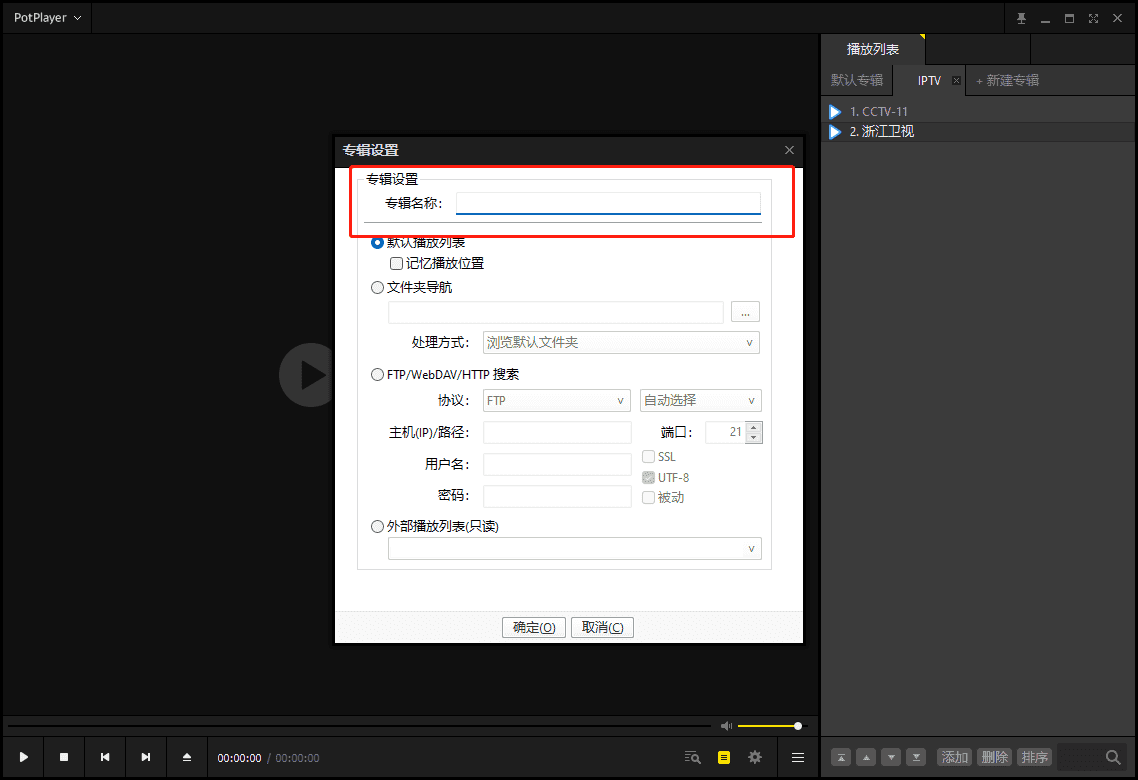 PotPlayer
播放列表
默认专辑 IPTV + 新建专辑
1. CCTV-11
2. 浙江卫视
专辑设置
专辑设置
专辑名称：
默认播放列表
记忆播放位置
文件夹导航
...
处理方式： 浏览默认文件夹
FTP/WebDAV/HTTP 搜索
协议： FTP 自动选择
主机(IP)/路径： 端口： 21
用户名： SSL
UTF-8
密码： 被动
外部播放列表(只读)
确定(O) 取消(C)
00:00:00 / 00:00:00
添加 删除 排序